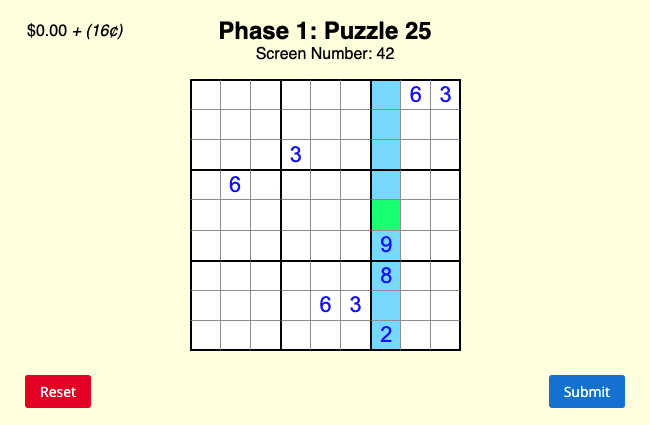 $0.00 + (16¢)
Phase 1: Puzzle 25
Screen Number: 42
6 3
3
6
9
8
6 3
2
Reset
Submit